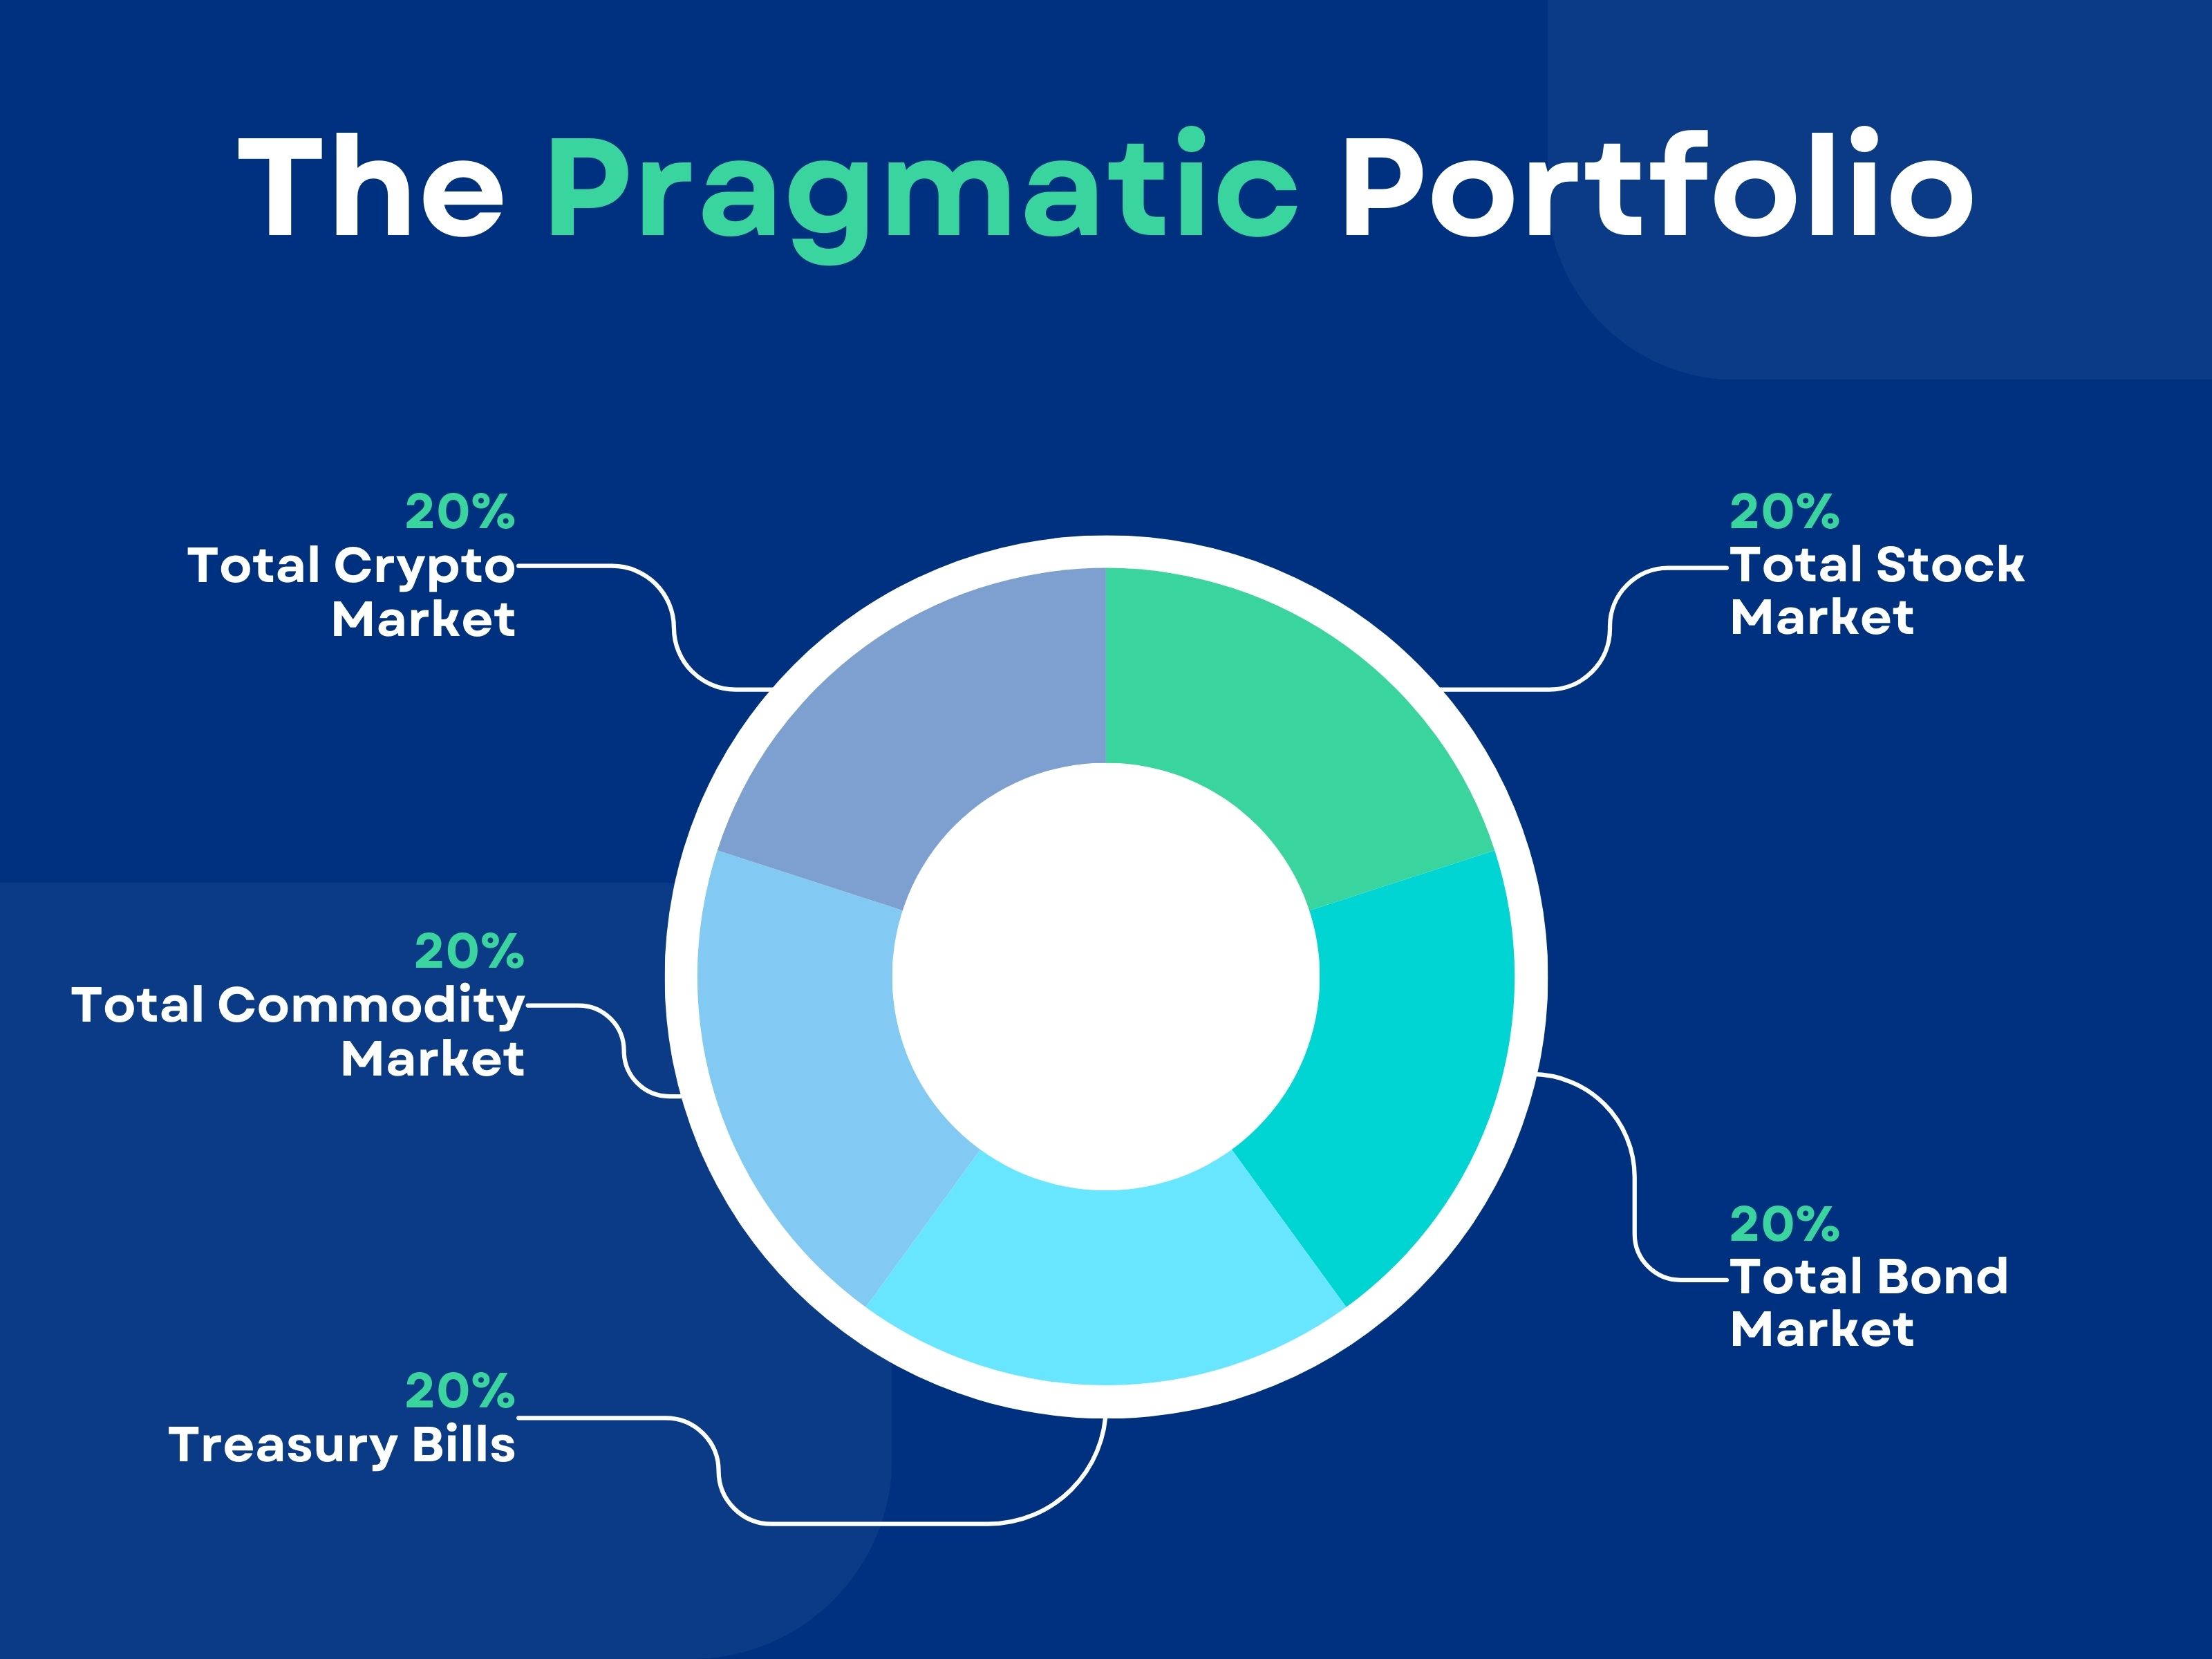 The Pragmatic Portfolio
20%
Total Crypto
Market
20%
Total Stock
Market
20%
Total Commodity
Market
20%
Total Bond
Market
20%
Treasury Bills